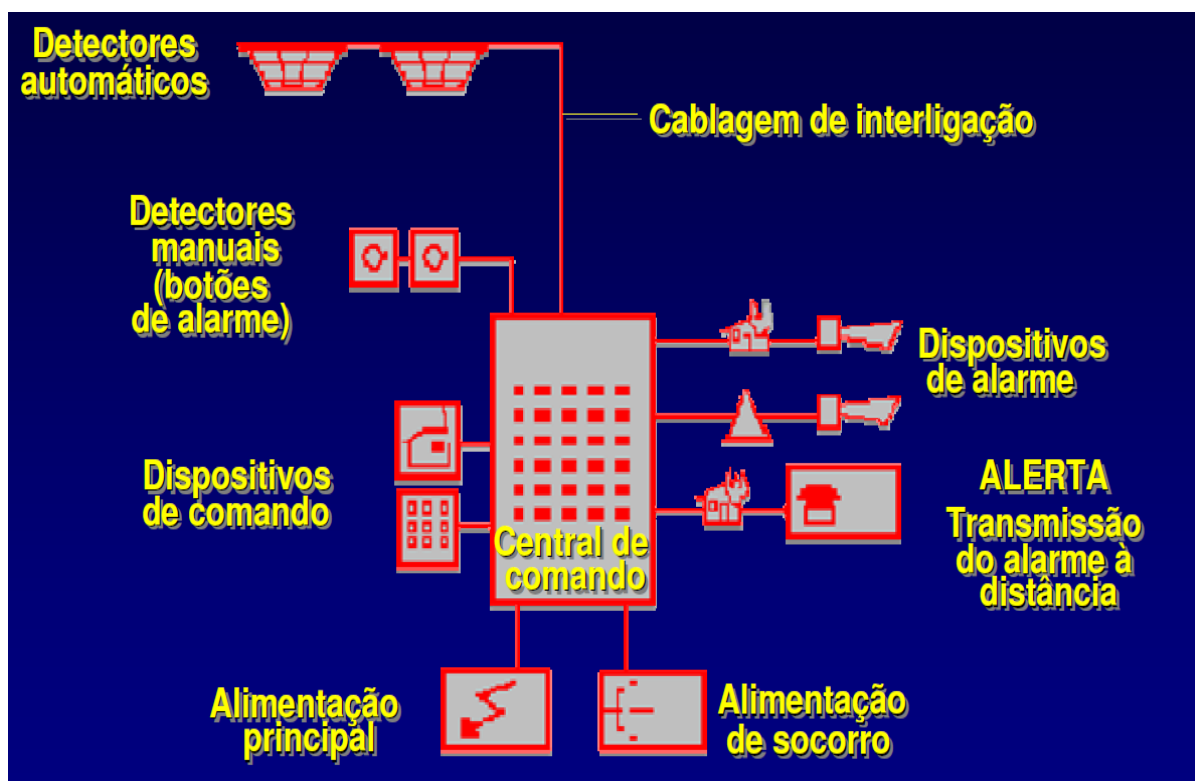 Detectores
automáticos
Cablagem de interligação
Detectores
manuais
(botões
de alarme)
Dispositivos
de alarme
Dispositivos
de comando
ALERTA
Transmissão
do alarme à
distância
Central de
comando
Alimentação
principal
Alimentação
de socorro